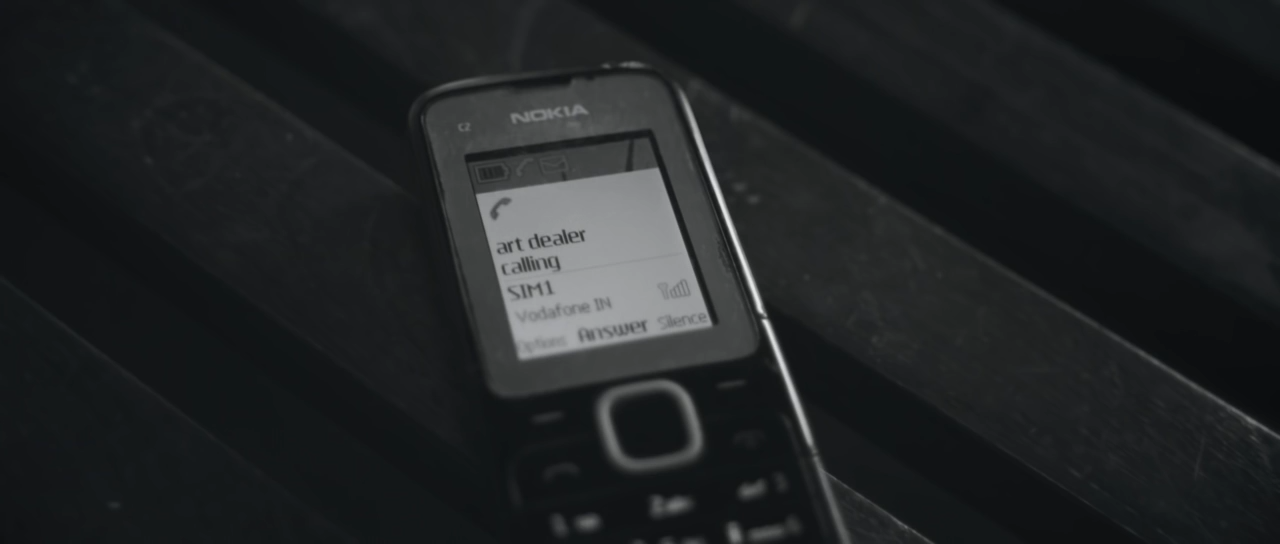 NOKIA
C2
art dealer
calling
SIM1
Vodafone IN
Options Answer Silence